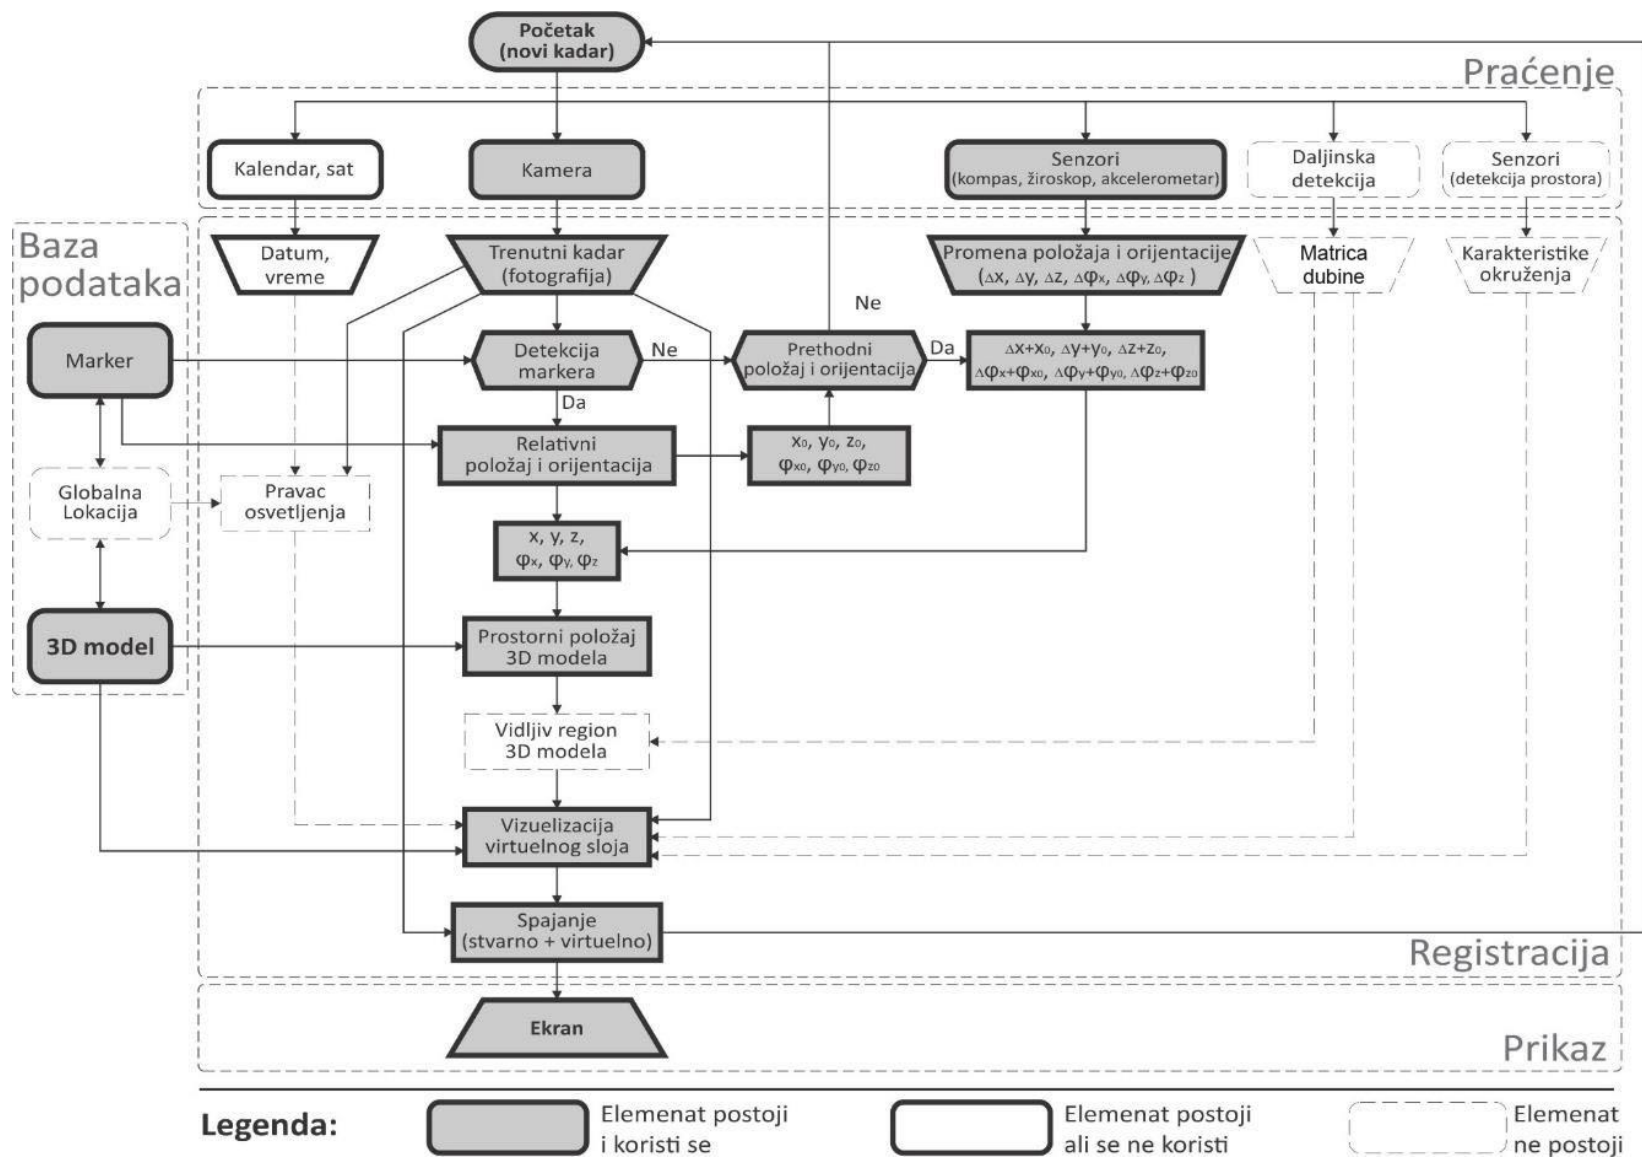 Početak
(novi kadar)
Praćenje
Kalendar, sat
Kamera
Senzori
(kompas, žiroskop, akcelerometar)
Daljinska
detekcija
Senzori
(detekcija prostora)
Baza
podataka
Datum,
vreme
Trenutni kadar
(fotografija)
Promena položaja i orijentacije
(Δx, Δy, Δz, Δφx, Δφy, Δφz )
Matrica
dubine
Karakteristike
okruženja
Ne
Marker
Detekcija
markera
Ne
Prethodni
položaj i orijentacija
Da
Δx+x₀, Δy+y₀, Δz+z₀,
Δφx+φx0, Δφy+φy0, Δφz+φz0
Da
Relativni
položaj i orijentacija
x₀, y₀, z₀,
φx0, φy0, φz0
Globalna
Lokacija
Pravac
osvetljenja
x, y, z,
φx, φy, φz
3D model
Prostorni položaj
3D modela
Vidljiv region
3D modela
Vizuelizacija
virtuelnog sloja
Spajanje
(stvarno + virtuelno)
Registracija
Ekran
Prikaz
Legenda:
Elemenat postoji
i koristi se
Elemenat postoji
ali se ne koristi
Elemenat
ne postoji